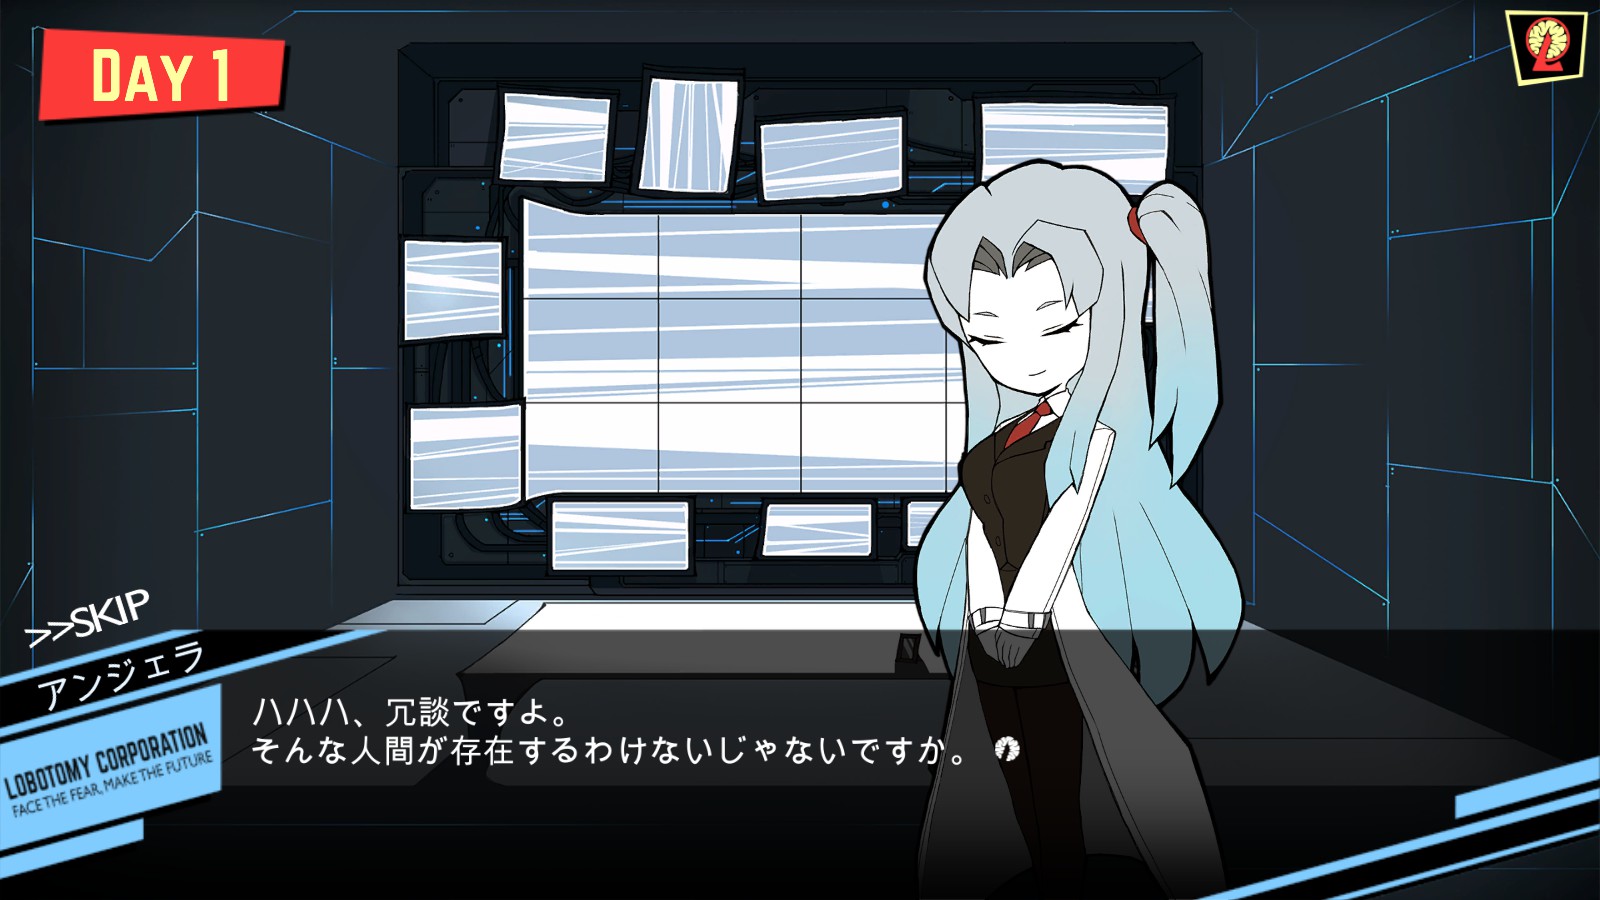 DAY 1
>>SKIP
アンジェラ
LOBOTOMY CORPORATION
FACE THE FEAR, MAKE THE FUTURE
ハハハ、冗談ですよ。
そんな人間が存在するわけないじゃないですか。